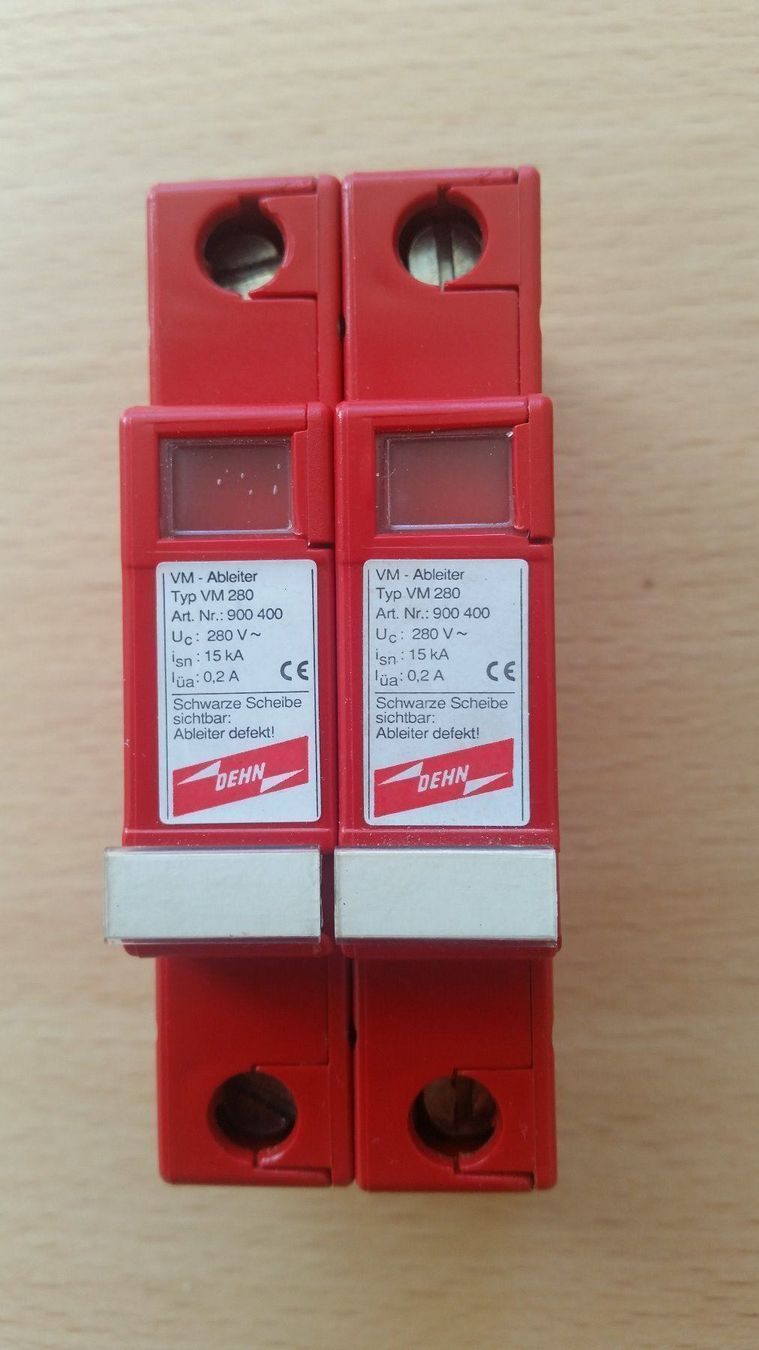 VM - Ableiter
Typ VM 280
Art. Nr.: 900 400
Uc: 280 V ~
isn: 15 kA
Iüa: 0,2 A CE
Schwarze Scheibe
sichtbar:
Ableiter defekt!
DEHN
VM - Ableiter
Typ VM 280
Art. Nr.: 900 400
Uc: 280 V ~
isn: 15 kA
Iüa: 0,2 A CE
Schwarze Scheibe
sichtbar:
Ableiter defekt!
DEHN